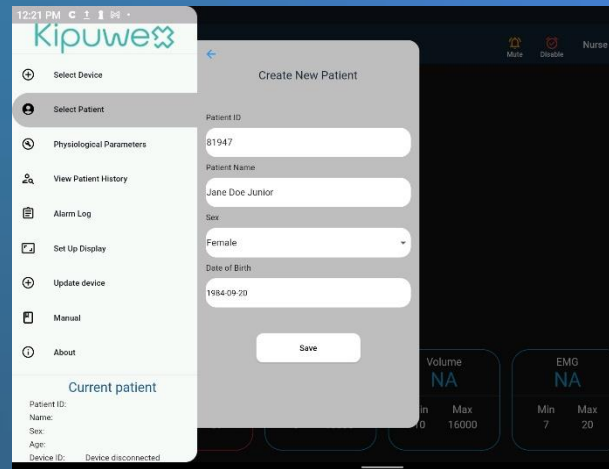 12:21 PM
Kipuwex
Select Device
Select Patient
Physiological Parameters
View Patient History
Alarm Log
Set Up Display
Update device
Manual
About
Current patient
Patient ID:
Name:
Sex:
Age:
Device ID: Device disconnected
Create New Patient
Patient ID
81947
Patient Name
Jane Doe Junior
Sex
Female
Date of Birth
1984-09-20
Save
Mute
Disable
Nurse
Volume
NA
Max
16000
EMG
NA
Min Max
7 20